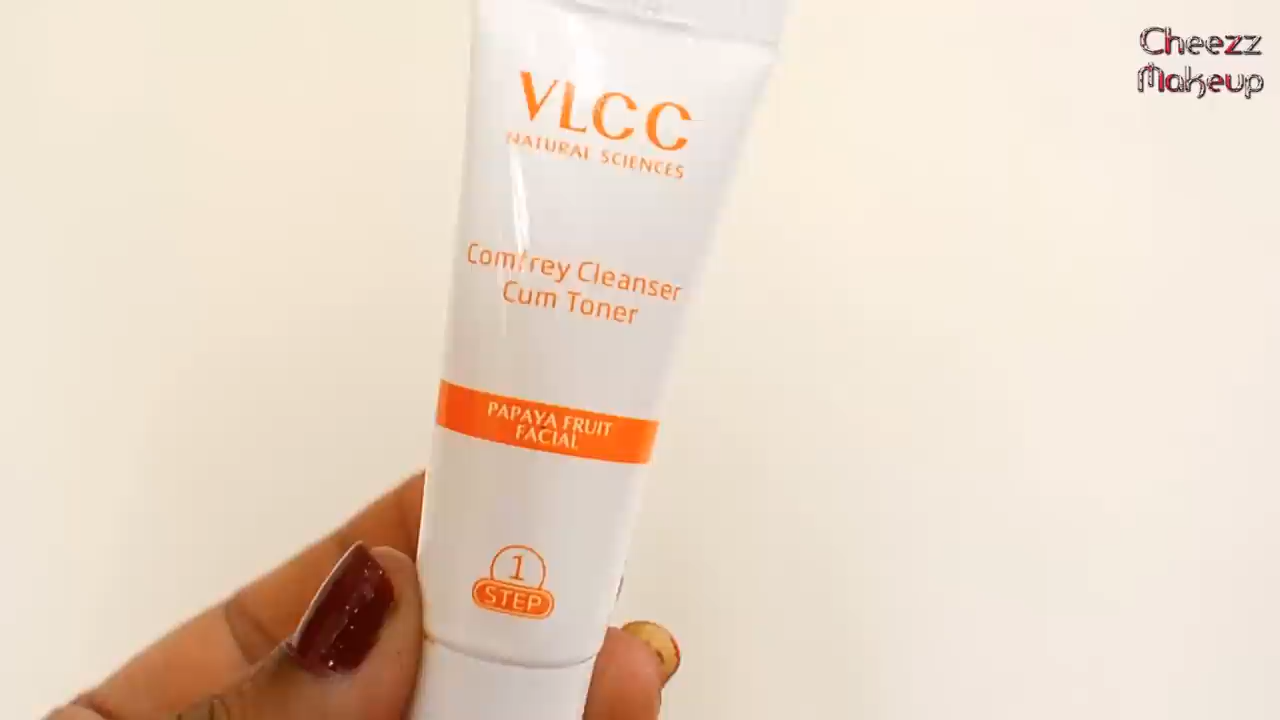 Cheezz
Makeup
VLCC
NATURAL SCIENCES
Comfrey Cleanser
Cum Toner
PAPAYA FRUIT
FACIAL
1
STEP